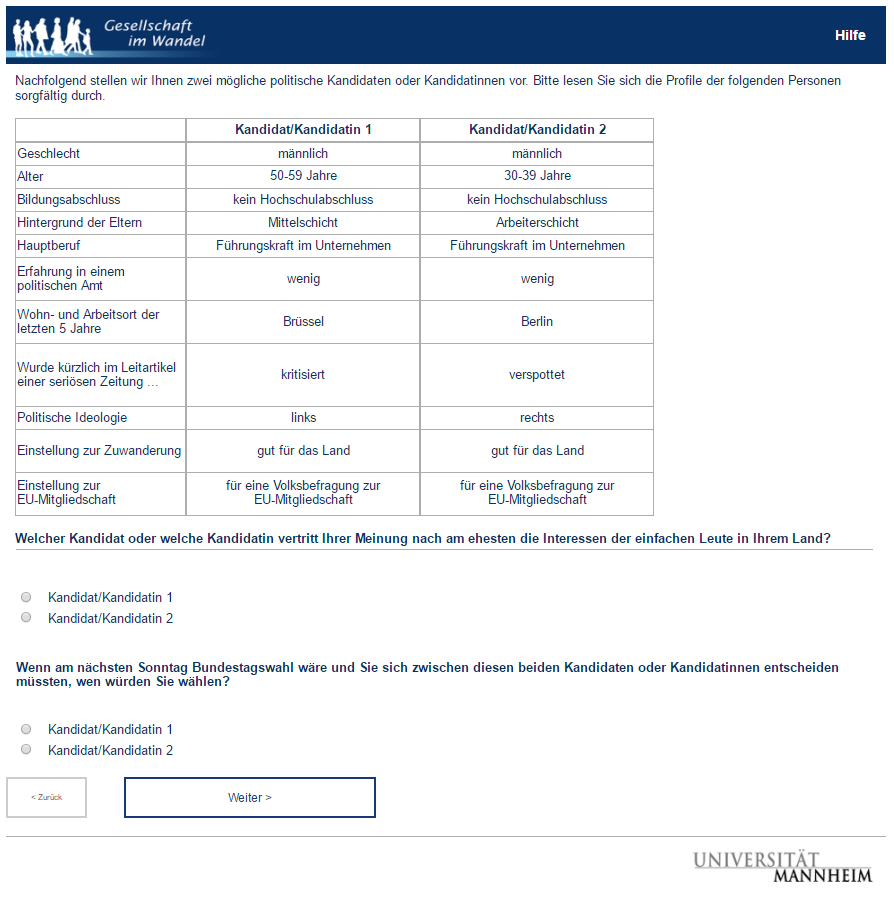 Gesellschaft
im Wandel
Hilfe
Nachfolgend stellen wir Ihnen zwei mögliche politische Kandidaten oder Kandidatinnen vor. Bitte lesen Sie sich die Profile der folgenden Personen
sorgfältig durch.
Kandidat/Kandidatin 1 Kandidat/Kandidatin 2
Geschlecht männlich männlich
Alter 50-59 Jahre 30-39 Jahre
Bildungsabschluss kein Hochschulabschluss kein Hochschulabschluss
Hintergrund der Eltern Mittelschicht Arbeiterschicht
Hauptberuf Führungskraft im Unternehmen Führungskraft im Unternehmen
Erfahrung in einem
politischen Amt wenig wenig
Wohn- und Arbeitsort der
letzten 5 Jahre Brüssel Berlin
Wurde kürzlich im Leitartikel
einer seriösen Zeitung ... kritisiert verspottet
Politische Ideologie links rechts
Einstellung zur Zuwanderung gut für das Land gut für das Land
Einstellung zur für eine Volksbefragung zur für eine Volksbefragung zur
EU-Mitgliedschaft EU-Mitgliedschaft EU-Mitgliedschaft
Welcher Kandidat oder welche Kandidatin vertritt Ihrer Meinung nach am ehesten die Interessen der einfachen Leute in Ihrem Land?
Kandidat/Kandidatin 1
Kandidat/Kandidatin 2
Wenn am nächsten Sonntag Bundestagswahl wäre und Sie sich zwischen diesen beiden Kandidaten oder Kandidatinnen entscheiden
müssten, wen würden Sie wählen?
Kandidat/Kandidatin 1
Kandidat/Kandidatin 2
< Zurück
Weiter >
UNIVERSITÄT
MANNHEIM